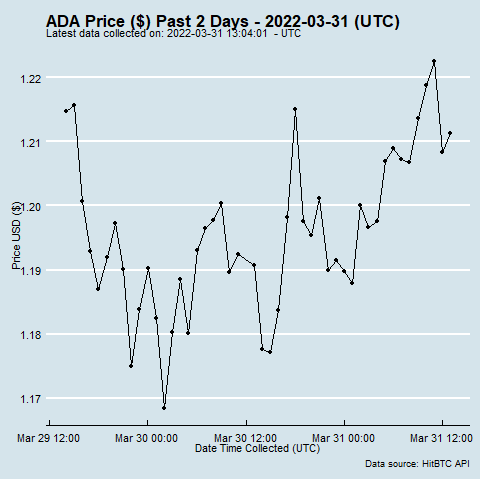 ADA Price ($) Past 2 Days - 2022-03-31 (UTC)
Latest data collected on: 2022-03-31 13:04:01 - UTC
1.22
1.21
1.20
1.19
1.18
1.17
Price USD ($)
Mar 29 12:00 Mar 30 00:00 Mar 30 12:00 Mar 31 00:00 Mar 31 12:00
Date Time Collected (UTC)
Data source: HitBTC API